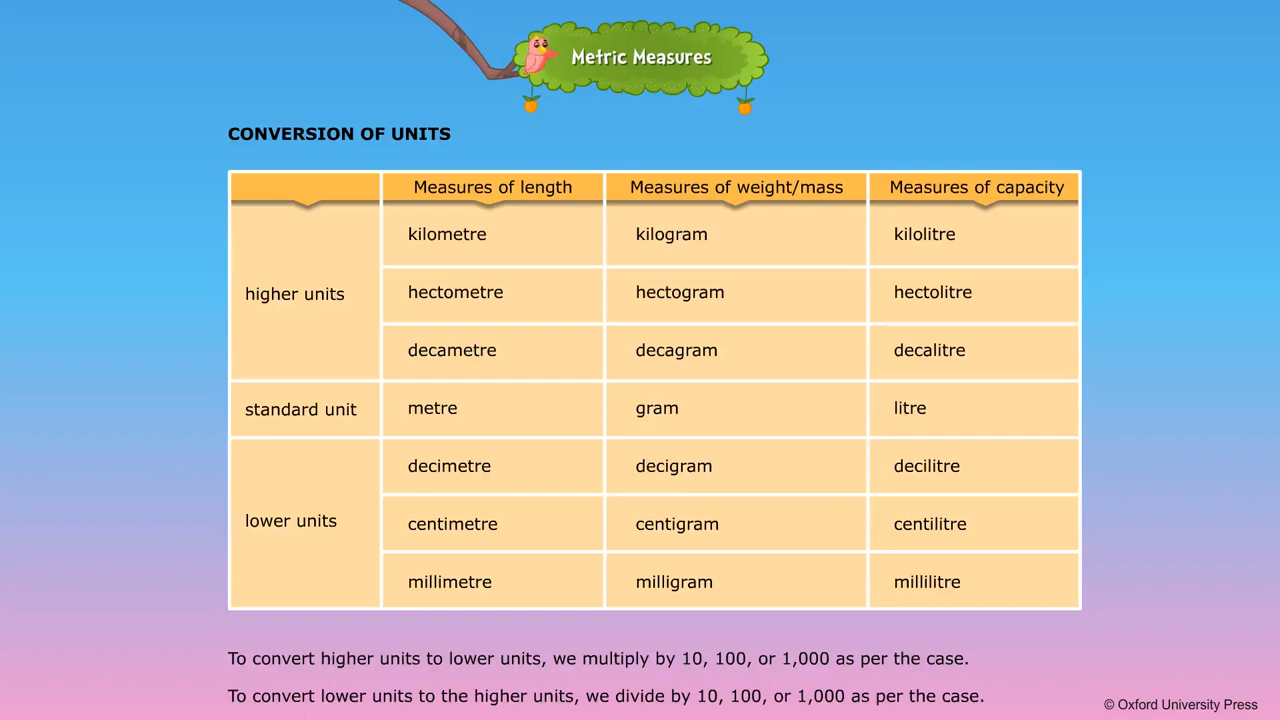 Metric Measures
CONVERSION OF UNITS
Measures of length Measures of weight/mass Measures of capacity
higher units
kilometre kilogram kilolitre
hectometre hectogram hectolitre
decametre decagram decalitre
standard unit metre gram litre
lower units
decimetre decigram decilitre
centimetre centigram centilitre
millimetre milligram millilitre
To convert higher units to lower units, we multiply by 10, 100, or 1,000 as per the case.
To convert lower units to the higher units, we divide by 10, 100, or 1,000 as per the case.
© Oxford University Press